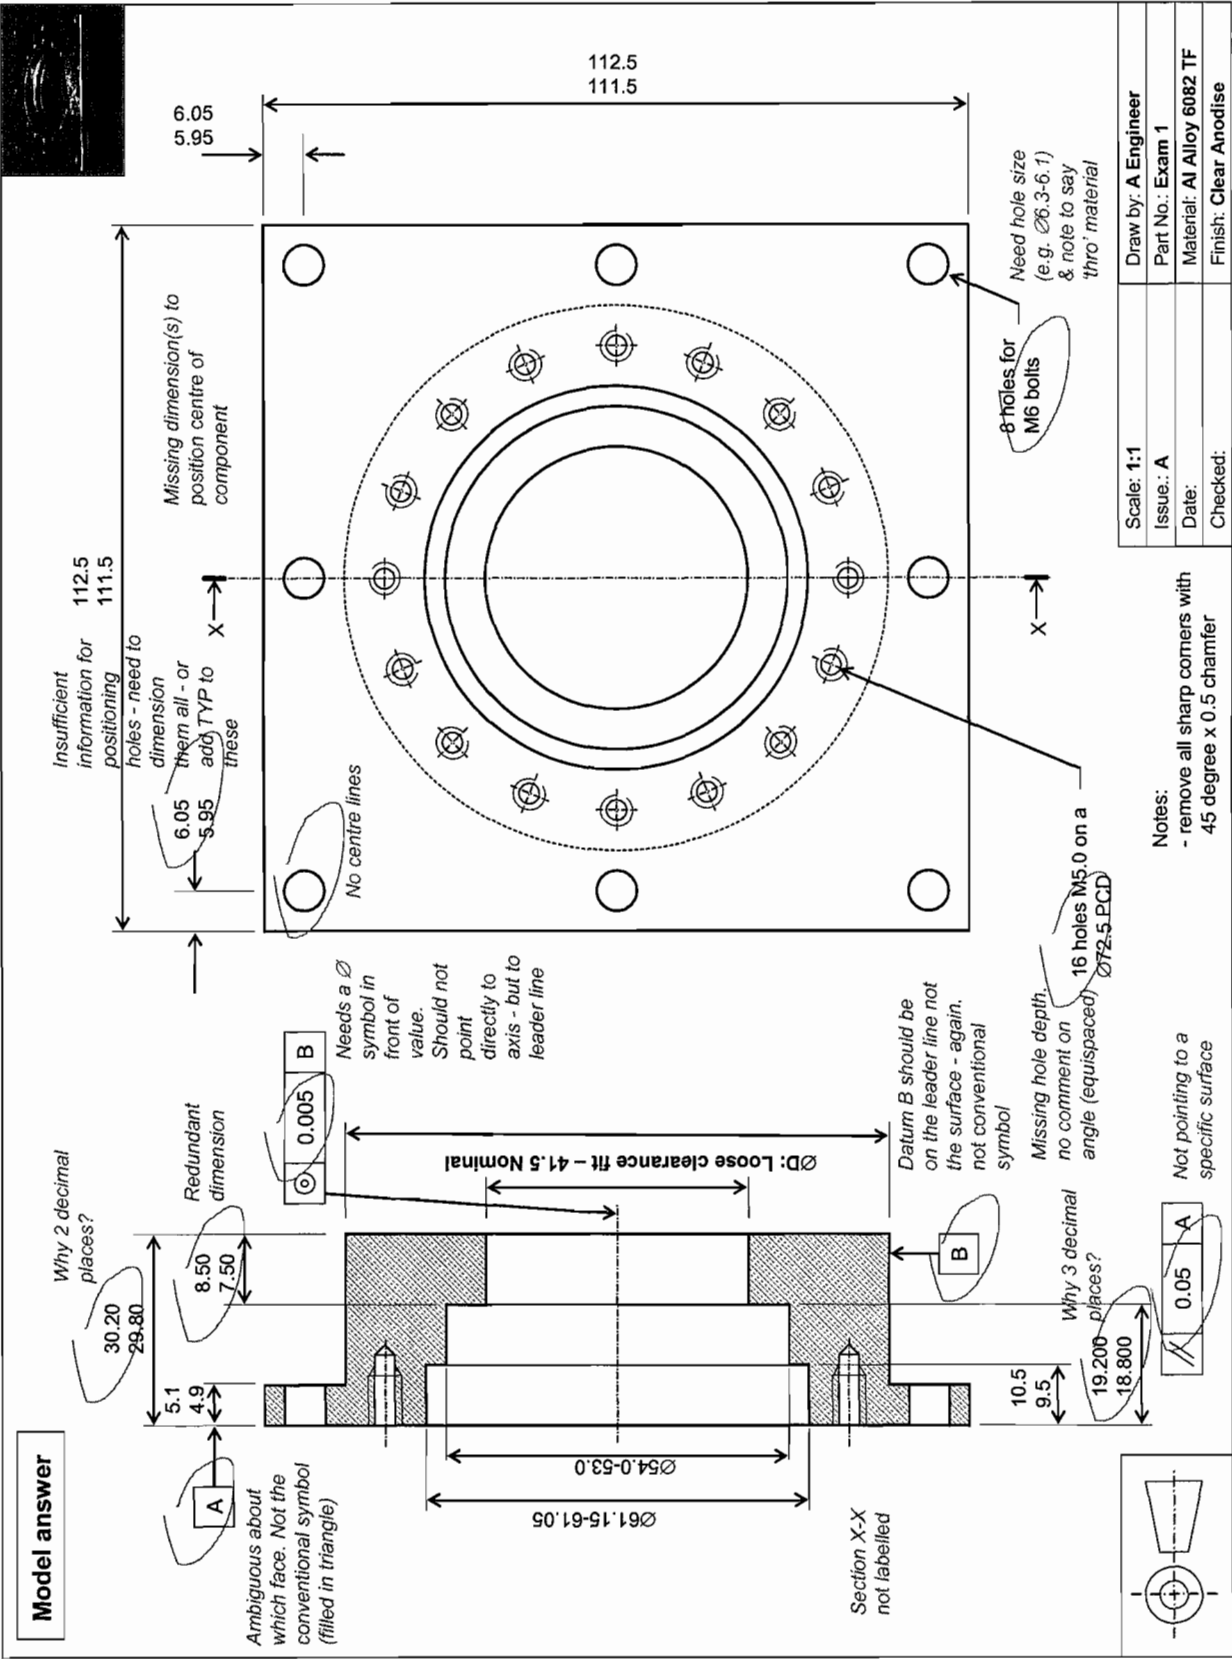 Model answer
Ambiguous about
which face. Not the
conventional symbol
(filled in triangle)
A
5.1
4.9
30.20
29.80
Why 2 decimal
places?
8.50
7.50
Redundant
dimension
0.005
B
Needs a ∅
symbol in
front of
value.
Should not
point
directly to
axis - but to
leader line
∅61.15-61.05
∅54.0-53.0
∅D: Loose clearance fit – 41.5 Nominal
Section X-X
not labelled
10.5
9.5
19.200
18.800
Why 3 decimal
places?
B
Datum B should be
on the leader line not
the surface - again.
not conventional
symbol
0.05
A
Not pointing to a
specific surface
Missing hole depth.
no comment on
angle (equispaced)
16 holes M5.0 on a
∅72.5 PCD
Insufficient
information for
positioning
holes - need to
dimension
them all - or
add TYP to
these
112.5
111.5
6.05
5.95
No centre lines
X
X
Missing dimension(s) to
position centre of
component
6.05
5.95
112.5
111.5
8 holes for
M6 bolts
Need hole size
(e.g. ∅6.3-6.1)
& note to say
'thro' material
Notes:
- remove all sharp corners with
45 degree x 0.5 chamfer
Scale: 1:1
Draw by: A Engineer
Issue.: A
Part No.: Exam 1
Date:
Material: Al Alloy 6082 TF
Checked:
Finish: Clear Anodise